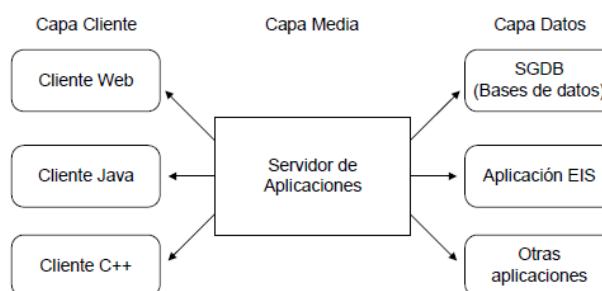 Capa Cliente
Capa Media
Capa Datos
Cliente Web
SGDB
(Bases de datos)
Cliente Java
Servidor de
Aplicaciones
Aplicación EIS
Cliente C++
Otras
aplicaciones